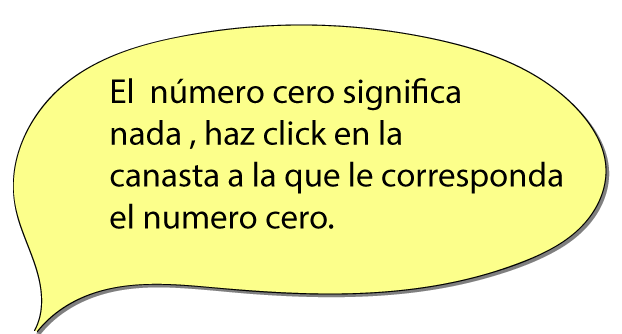 El  número cero significa
nada , haz click en la
canasta a la que le corresponda
el numero cero.